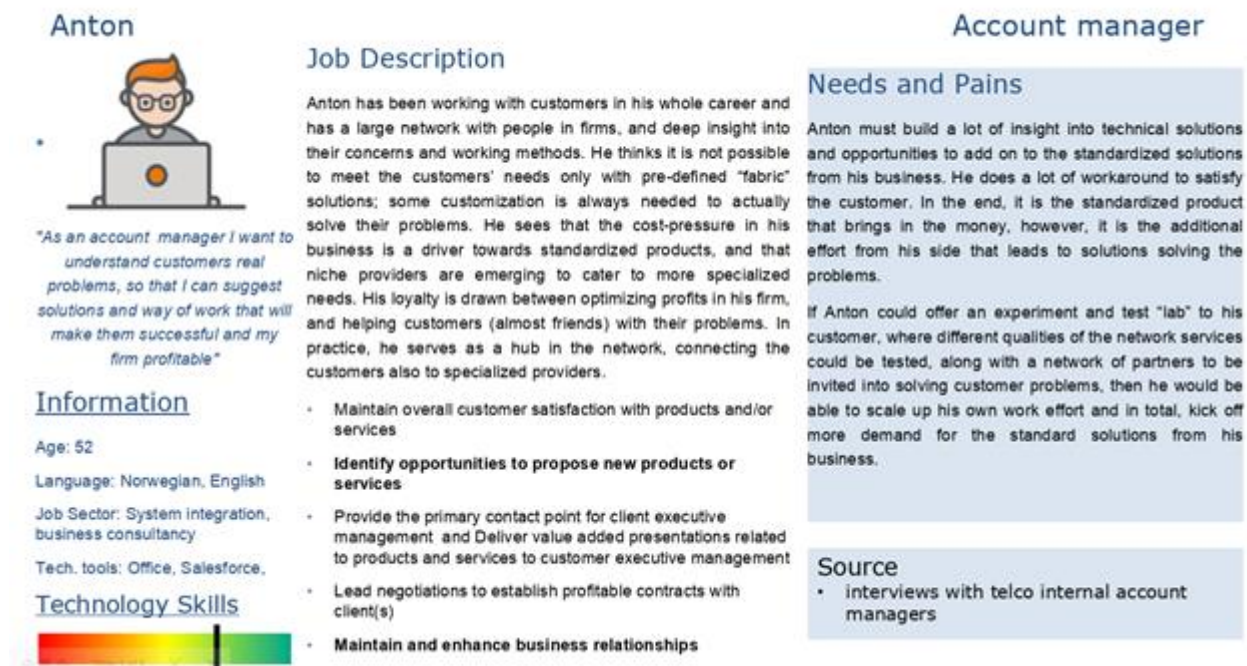 Anton
"As an account manager I want to
understand customers real
problems, so that I can suggest
solutions and way of work that will
make them successful and my
firm profitable"
Information
Age: 52
Language: Norwegian, English
Job Sector: System integration,
business consultancy
Tech. tools: Office, Salesforce,
Technology Skills
Job Description
Anton has been working with customers in his whole career and
has a large network with people in firms, and deep insight into
their concerns and working methods. He thinks it is not possible
to meet the customers' needs only with pre-defined "fabric"
solutions; some customization is always needed to actually
solve their problems. He sees that the cost-pressure in his
business is a driver towards standardized products, and that
niche providers are emerging to cater to more specialized
needs. His loyalty is drawn between optimizing profits in his firm,
and helping customers (almost friends) with their problems. In
practice, he serves as a hub in the network, connecting the
customers also to specialized providers.
• Maintain overall customer satisfaction with products and/or
services
• Identify opportunities to propose new products or
services
• Provide the primary contact point for client executive
management and Deliver value added presentations related
to products and services to customer executive management
• Lead negotiations to establish profitable contracts with
client(s)
• Maintain and enhance business relationships
Account manager
Needs and Pains
Anton must build a lot of insight into technical solutions
and opportunities to add on to the standardized solutions
from his business. He does a lot of workaround to satisfy
the customer. In the end, it is the standardized product
that brings in the money, however, it is the additional
effort from his side that leads to solutions solving the
problems.
If Anton could offer an experiment and test "lab" to his
customer, where different qualities of the network services
could be tested, along with a network of partners to be
invited into solving customer problems, then he would be
able to scale up his own work effort and in total, kick off
more demand for the standard solutions from his
business.
Source
• interviews with telco internal account
managers